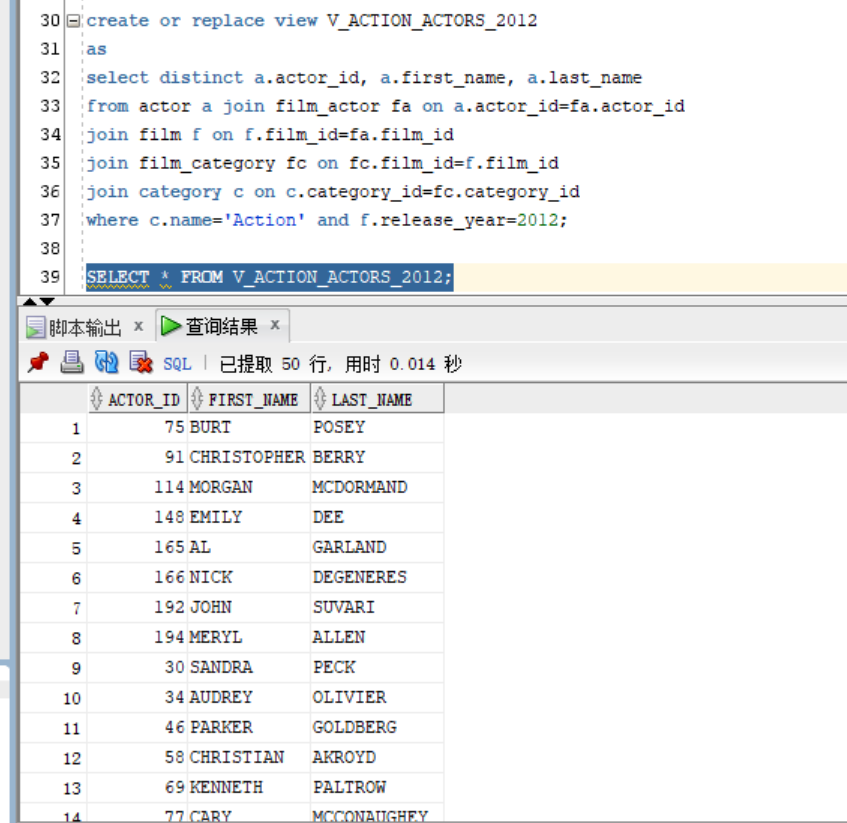 30 create or replace view V_ACTION_ACTORS_2012
31 as
32 select distinct a.actor_id, a.first_name, a.last_name
33 from actor a join film_actor fa on a.actor_id=fa.actor_id
34 join film f on f.film_id=fa.film_id
35 join film_category fc on fc.film_id=f.film_id
36 join category c on c.category_id=fc.category_id
37 where c.name='Action' and f.release_year=2012;
38
39 SELECT * FROM V_ACTION_ACTORS_2012;
脚本输出 x 查询结果 x
SQL | 已提取 50 行, 用时 0.014 秒
ACTOR_ID FIRST_NAME LAST_NAME
1 75 BURT POSEY
2 91 CHRISTOPHER BERRY
3 114 MORGAN MCDORMAND
4 148 EMILY DEE
5 165 AL GARLAND
6 166 NICK DEGENERES
7 192 JOHN SUVARI
8 194 MERYL ALLEN
9 30 SANDRA PECK
10 34 AUDREY OLIVIER
11 46 PARKER GOLDBERG
12 58 CHRISTIAN AKROYD
13 69 KENNETH PALTROW
14 77 CARY MCCONAUGHEY